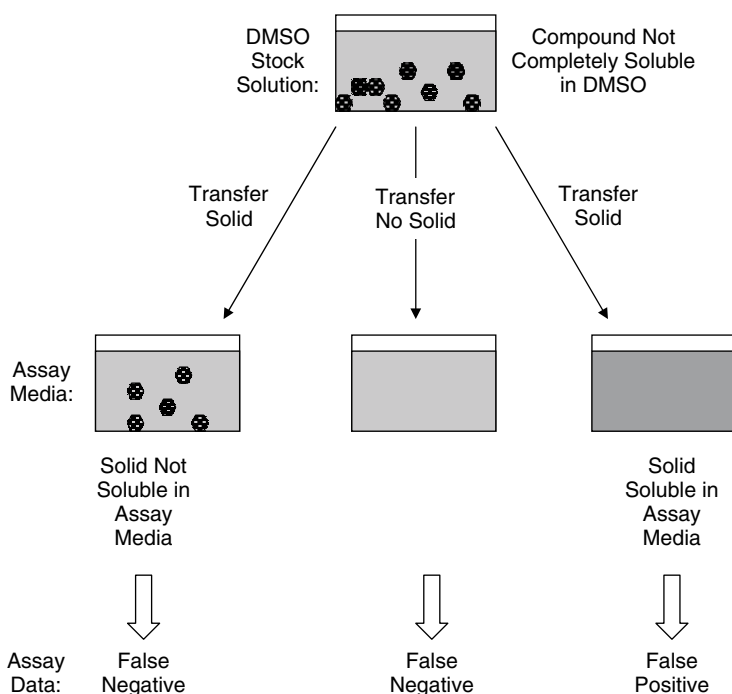 DMSO
Stock
Solution:
Compound Not
Completely Soluble
in DMSO
Transfer
Solid
Transfer
No Solid
Transfer
Solid
Assay
Media:
Solid Not
Soluble in
Assay
Media
Solid
Soluble in
Assay
Media
Assay
Data:
False
Negative
False
Negative
False
Positive